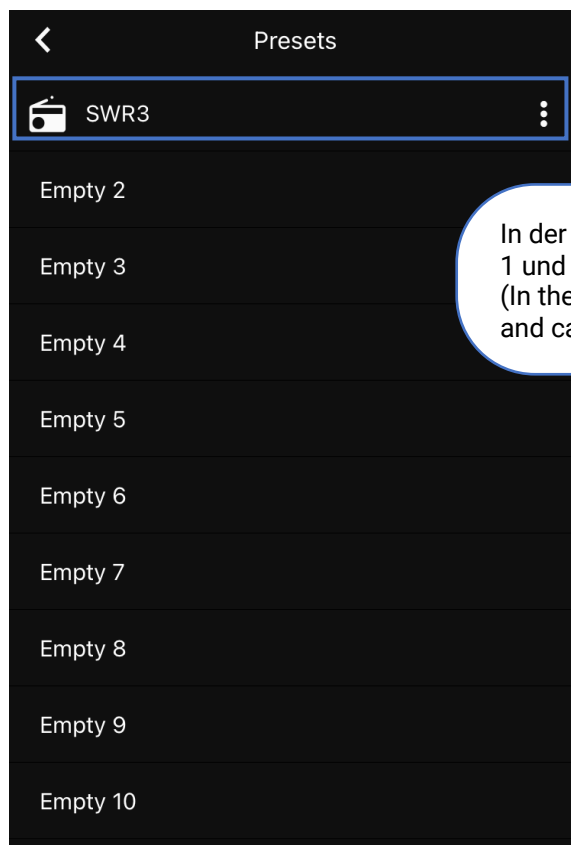 Presets
SWR3
Empty 2
In der
1 und
(In the
and ca
Empty 3
Empty 4
Empty 5
Empty 6
Empty 7
Empty 8
Empty 9
Empty 10